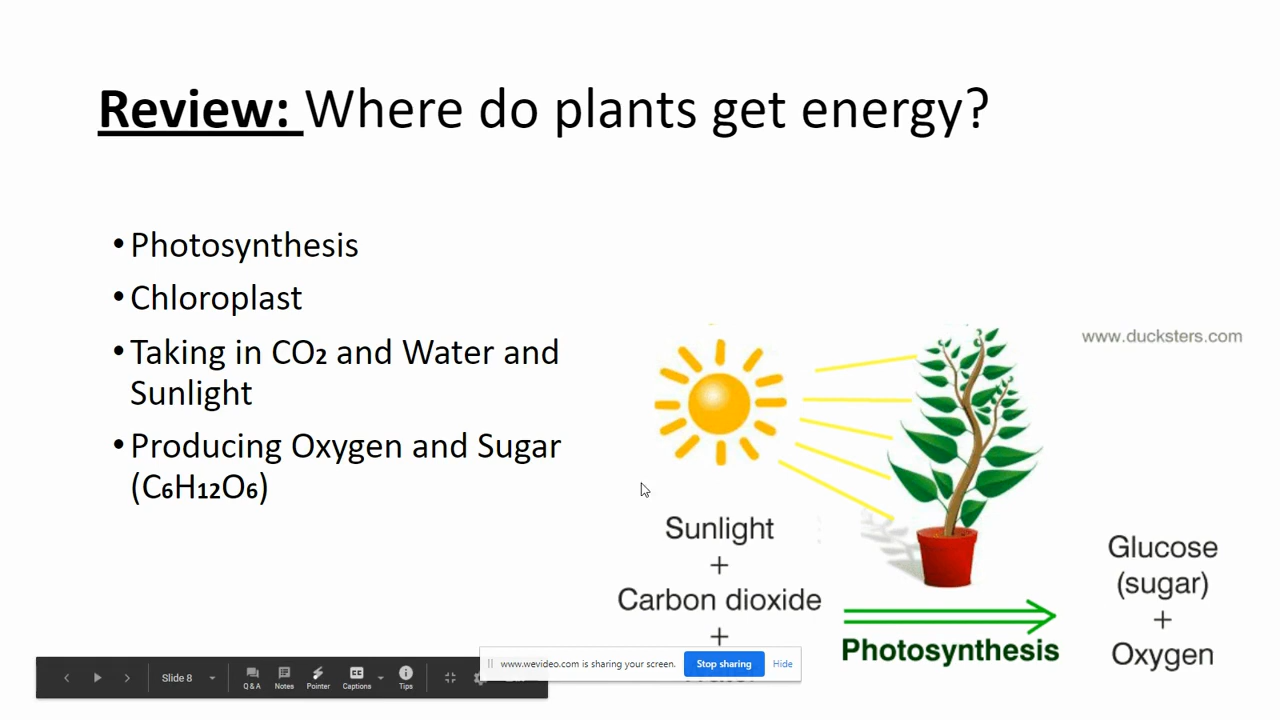 Review: Where do plants get energy?
• Photosynthesis
• Chloroplast
• Taking in CO₂ and Water and
Sunlight
• Producing Oxygen and Sugar
(C₆H₁₂O₆)
www.ducksters.com
Sunlight
+
Carbon dioxide
+
Photosynthesis
Glucose
(sugar)
+
Oxygen
www.wevideo.com is sharing your screen.
Stop sharing
Hide
Slide 8
Q & A
Notes
Pointer
Captions
Tips